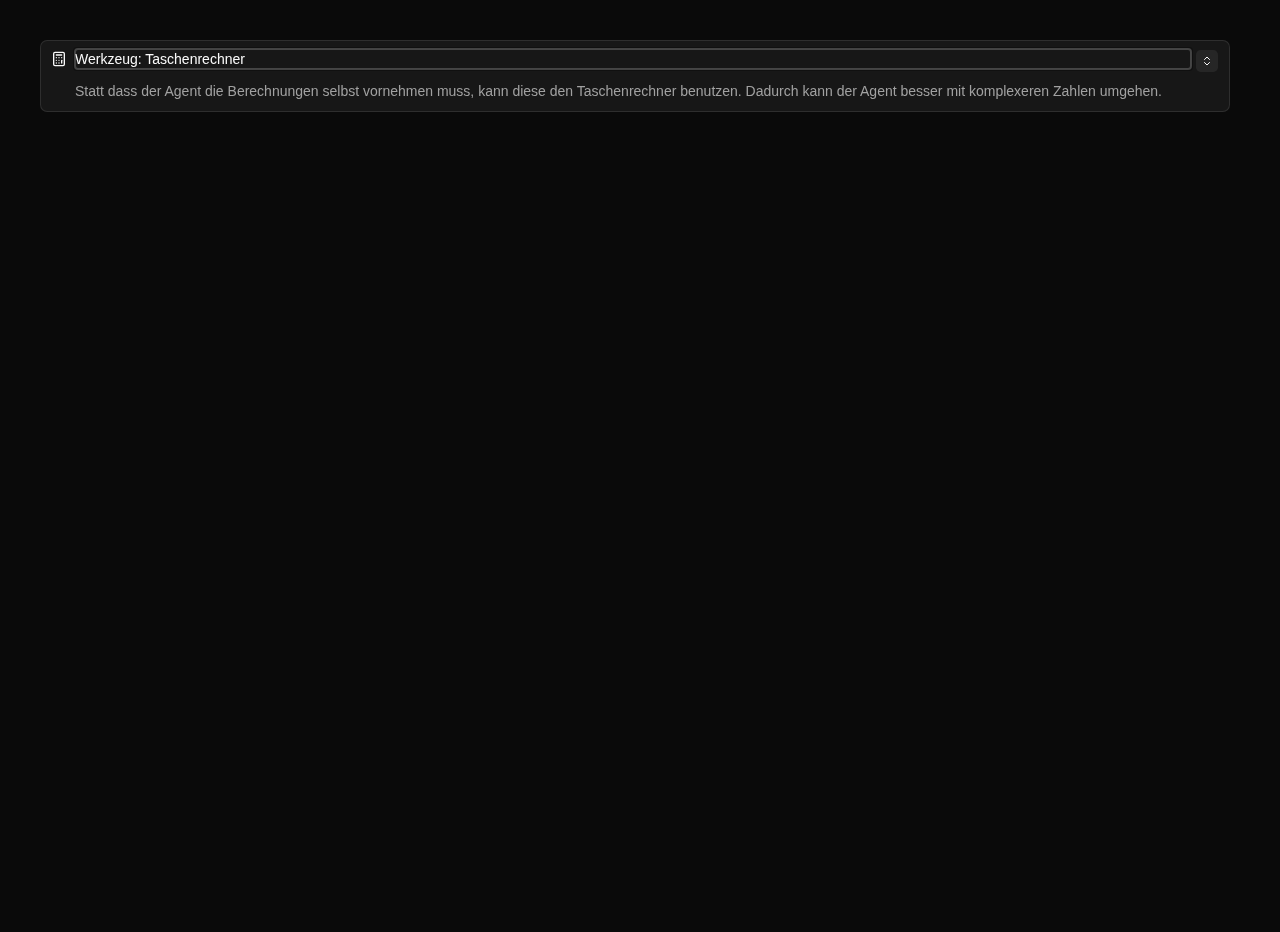 Werkzeug: Taschenrechner
Statt dass der Agent die Berechnungen selbst vornehmen muss, kann diese den Taschenrechner benutzen. Dadurch kann der Agent besser mit komplexeren Zahlen umgehen.